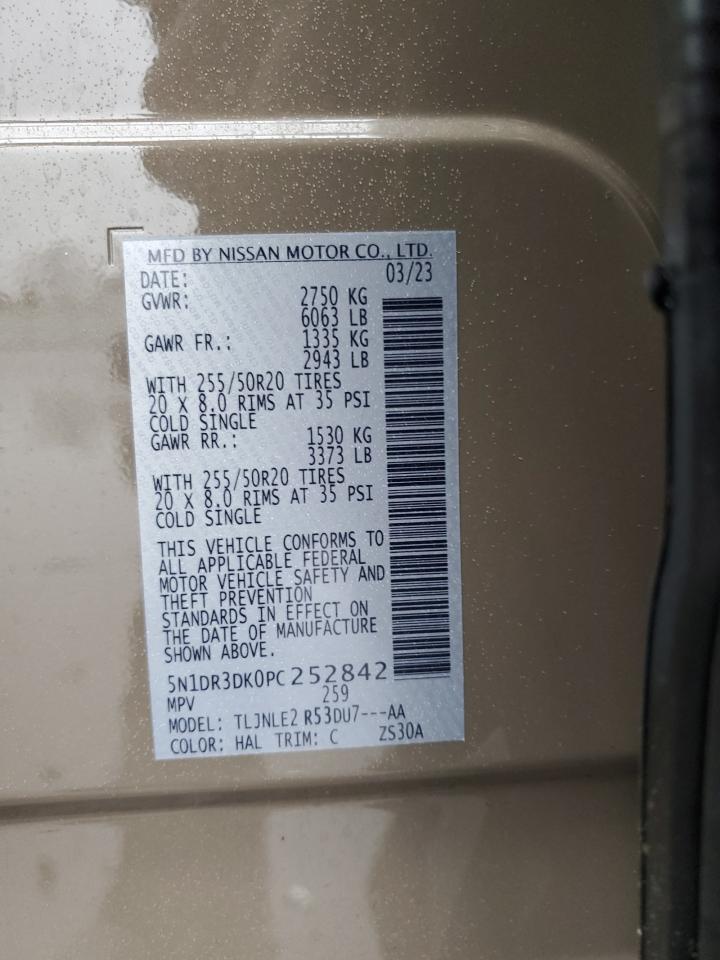 MFD BY NISSAN MOTOR CO., LTD.
DATE: 03/23
GVWR: 2750 KG
6063 LB
GAWR FR.: 1335 KG
2943 LB
WITH 255/50R20 TIRES
20 X 8.0 RIMS AT 35 PSI
COLD SINGLE
GAWR RR.: 1530 KG
3373 LB
WITH 255/50R20 TIRES
20 X 8.0 RIMS AT 35 PSI
COLD SINGLE
THIS VEHICLE CONFORMS TO
ALL APPLICABLE FEDERAL
MOTOR VEHICLE SAFETY AND
THEFT PREVENTION
STANDARDS IN EFFECT ON
THE DATE OF MANUFACTURE
SHOWN ABOVE.
5N1DR3DK0PC252842
MPV 259
MODEL: TLJNLE2 R53DU7---AA
COLOR: HAL TRIM: C ZS30A